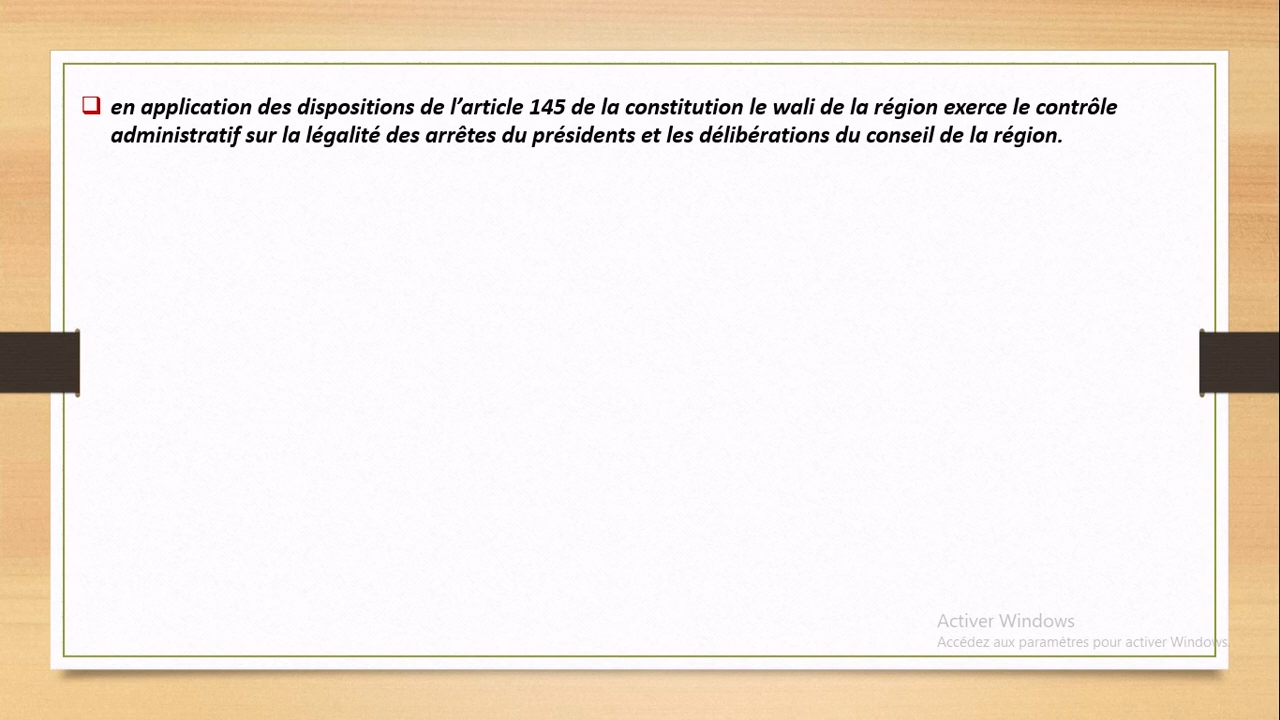 en application des dispositions de l’article 145 de la constitution le wali de la région exerce le contrôle
administratif sur la légalité des arrêtes du présidents et les délibérations du conseil de la région.
Activer Windows
Accédez aux paramètres pour activer Windows.